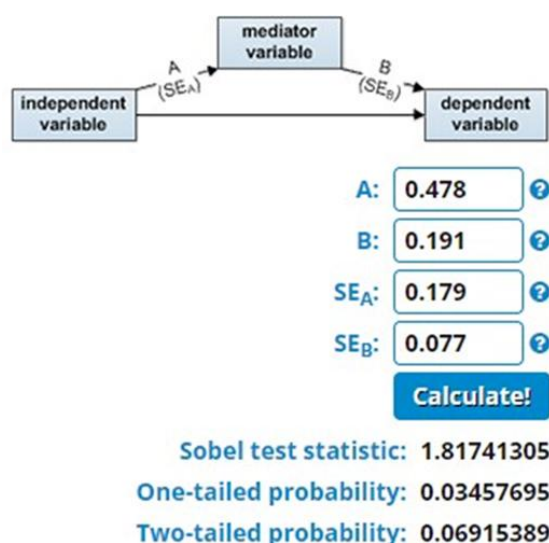 mediator
variable
A
(SEA)
B
(SEB)
independent
variable
dependent
variable
A: 0.478 ?
B: 0.191 ?
SEA: 0.179 ?
SEB: 0.077 ?
Calculate!
Sobel test statistic: 1.81741305
One-tailed probability: 0.03457695
Two-tailed probability: 0.06915389